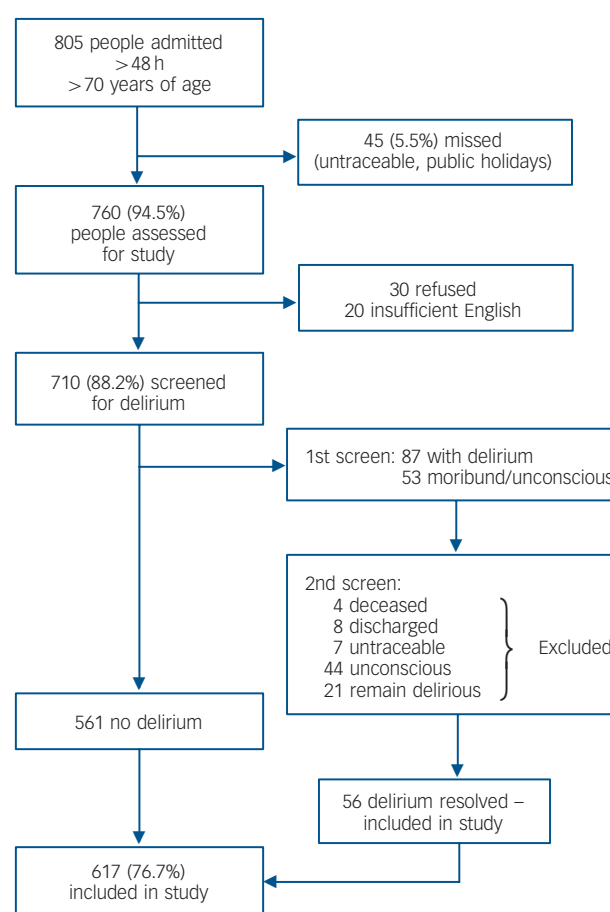 805 people admitted
>48 h
>70 years of age
45 (5.5%) missed
(untraceable, public holidays)
760 (94.5%)
people assessed
for study
30 refused
20 insufficient English
710 (88.2%) screened
for delirium
1st screen: 87 with delirium
53 moribund/unconscious
2nd screen:
4 deceased
8 discharged
7 untraceable
44 unconscious
21 remain delirious
Excluded
561 no delirium
56 delirium resolved –
included in study
617 (76.7%)
included in study